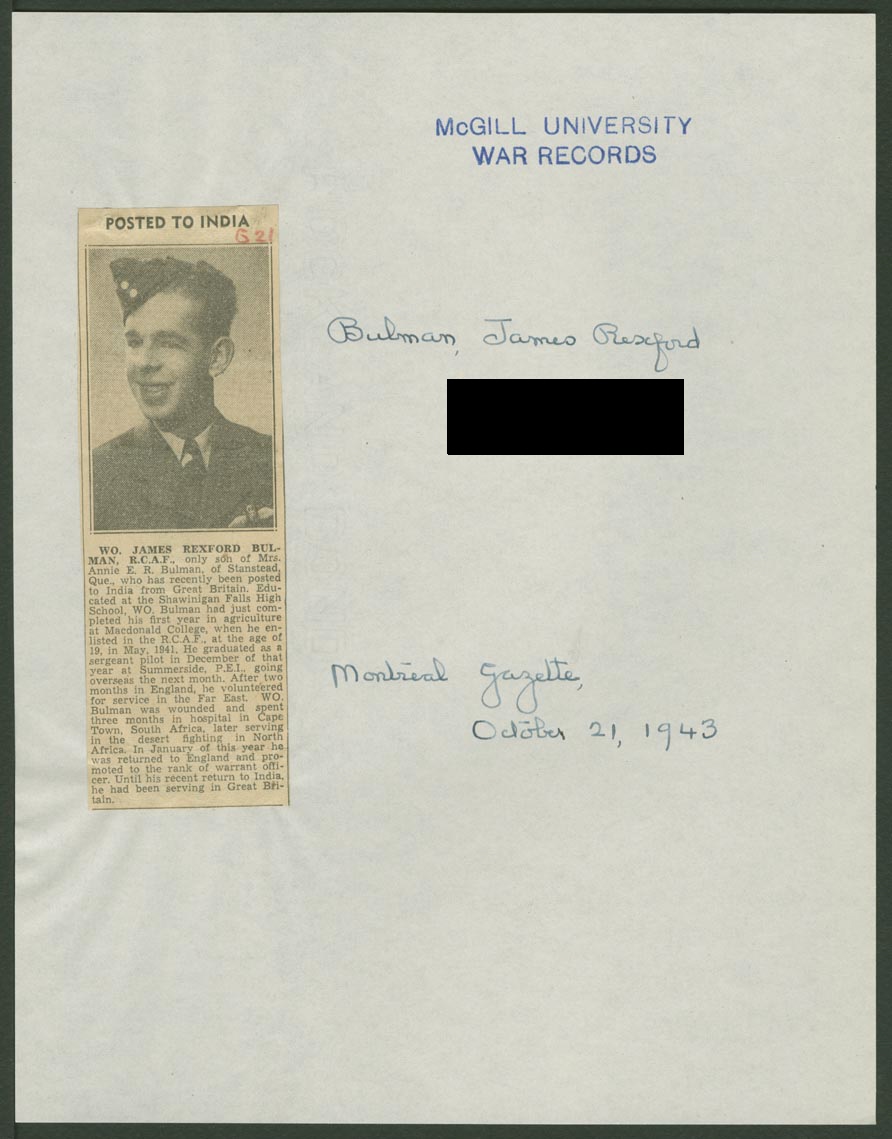 McGILL UNIVERSITY
WAR RECORDS
POSTED TO INDIA
G 21
Bulman, James Rexford
WO. JAMES REXFORD BUL-
MAN, R.C.A.F., only son of Mrs.
Annie E. R. Bulman, of Stanstead,
Que., who has recently been posted
to India from Great Britain. Edu-
cated at the Shawinigan Falls High
School, WO. Bulman had just com-
pleted his first year in agriculture
at Macdonald College, when he en-
listed in the R.C.A.F., at the age of
19, in May, 1941. He graduated as a
sergeant pilot in December of that
year at Summerside, P.E.I., going
overseas the next month. After two
months in England, he volunteered
for service in the Far East. WO.
Bulman was wounded and spent
three months in hospital in Cape
Town, South Africa, later serving
in the desert fighting in North
Africa. In January of this year he
was returned to England and pro-
moted to the rank of warrant offi-
cer. Until his recent return to India,
he had been serving in Great Bri-
tain.
Montreal Gazette,
October 21, 1943